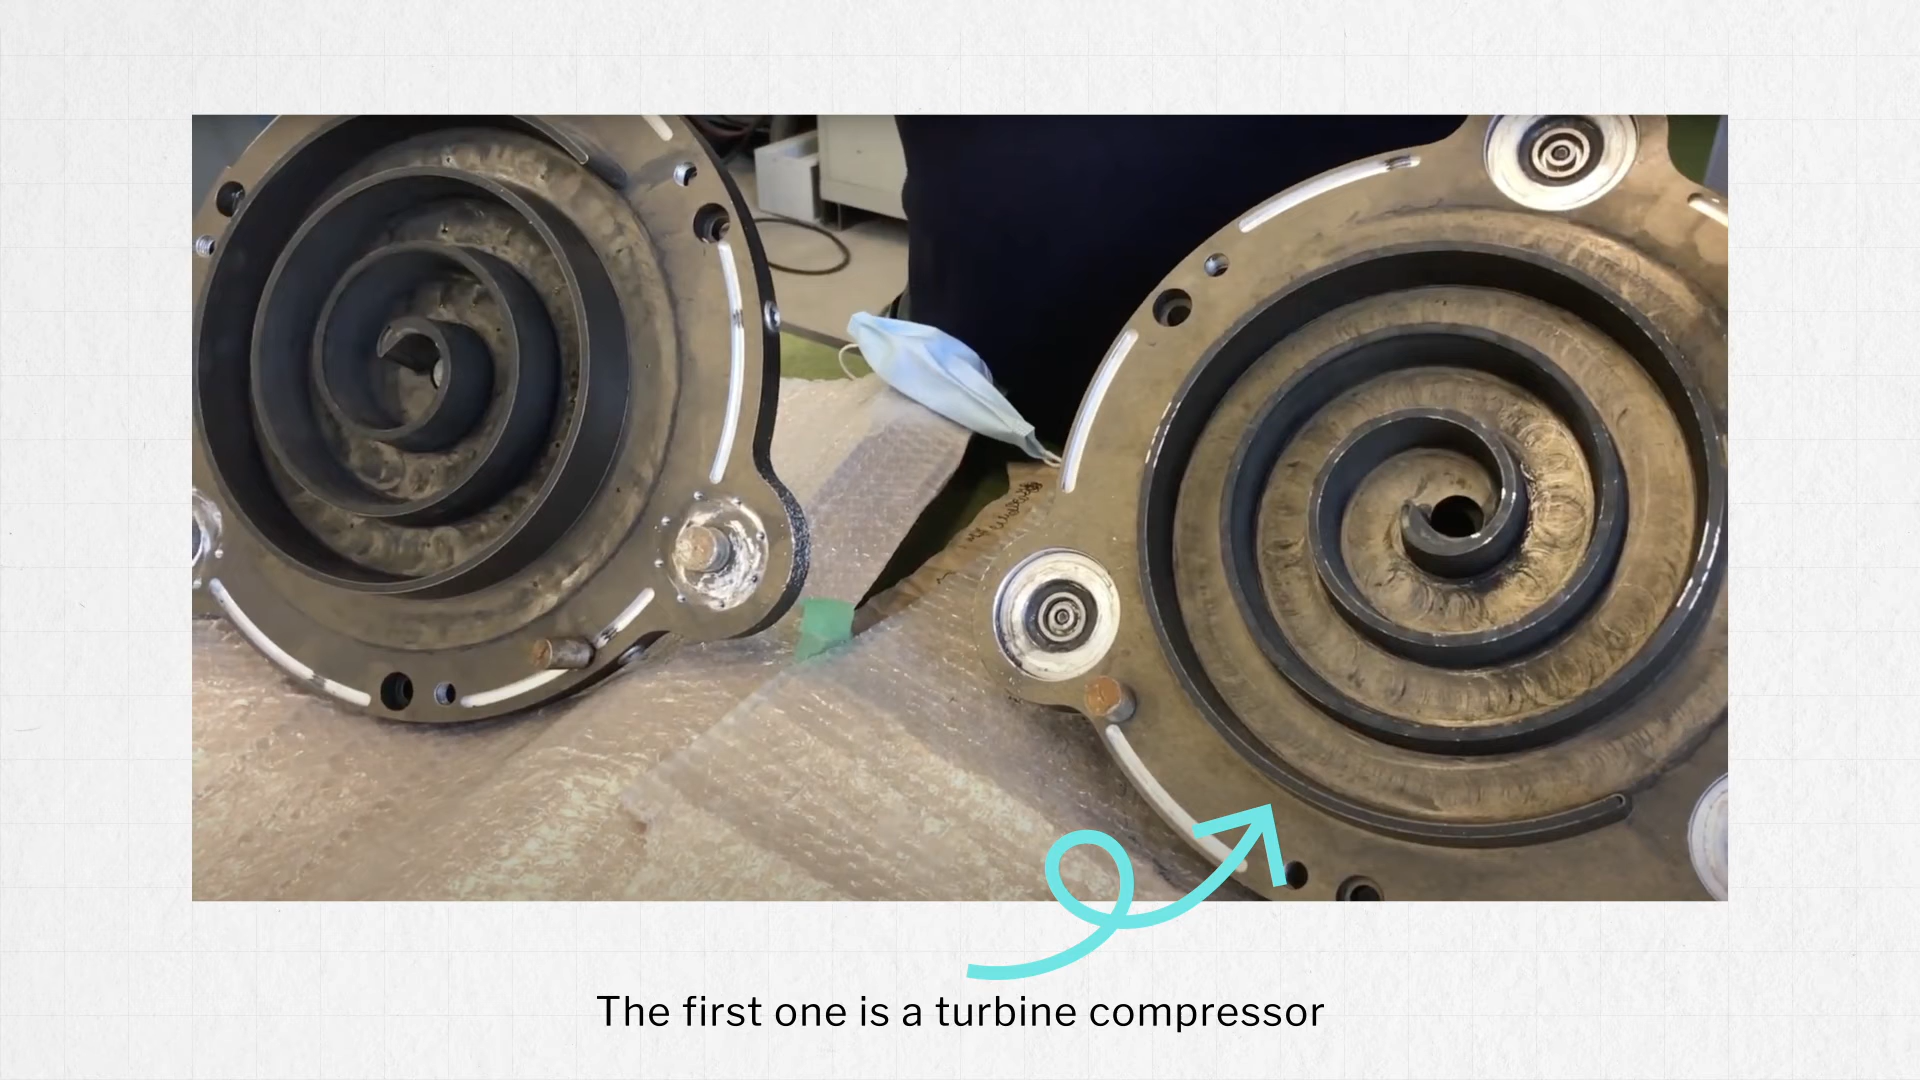 The first one is a turbine compressor